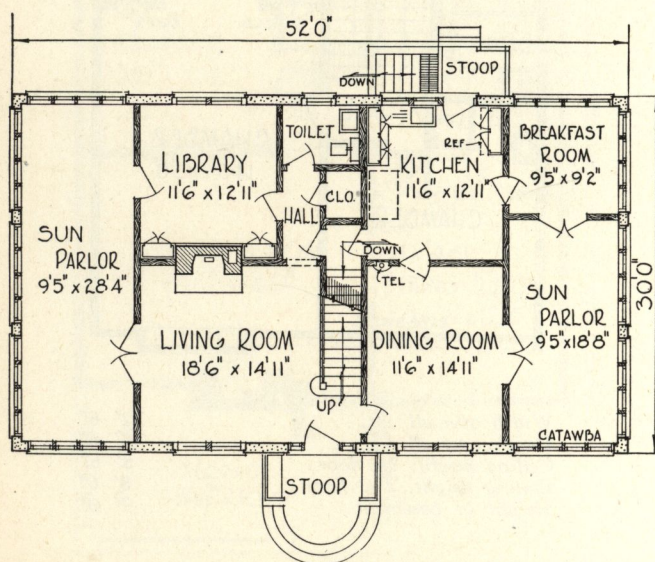 52'0"
DOWN
STOOP
TOILET
REF.
LIBRARY
11'6" X 12'11"
KITCHEN
11'6" X 12'11"
BREAKFAST
ROOM
9'5" X 9'2"
CLO.
HALL
SUN
PARLOR
9'5" X 28'4"
DOWN
TEL
30'0"
SUN
PARLOR
9'5" X 18'8"
LIVING ROOM
18'6" X 14'11"
DINING ROOM
11'6" X 14'11"
UP
CATAWBA
STOOP